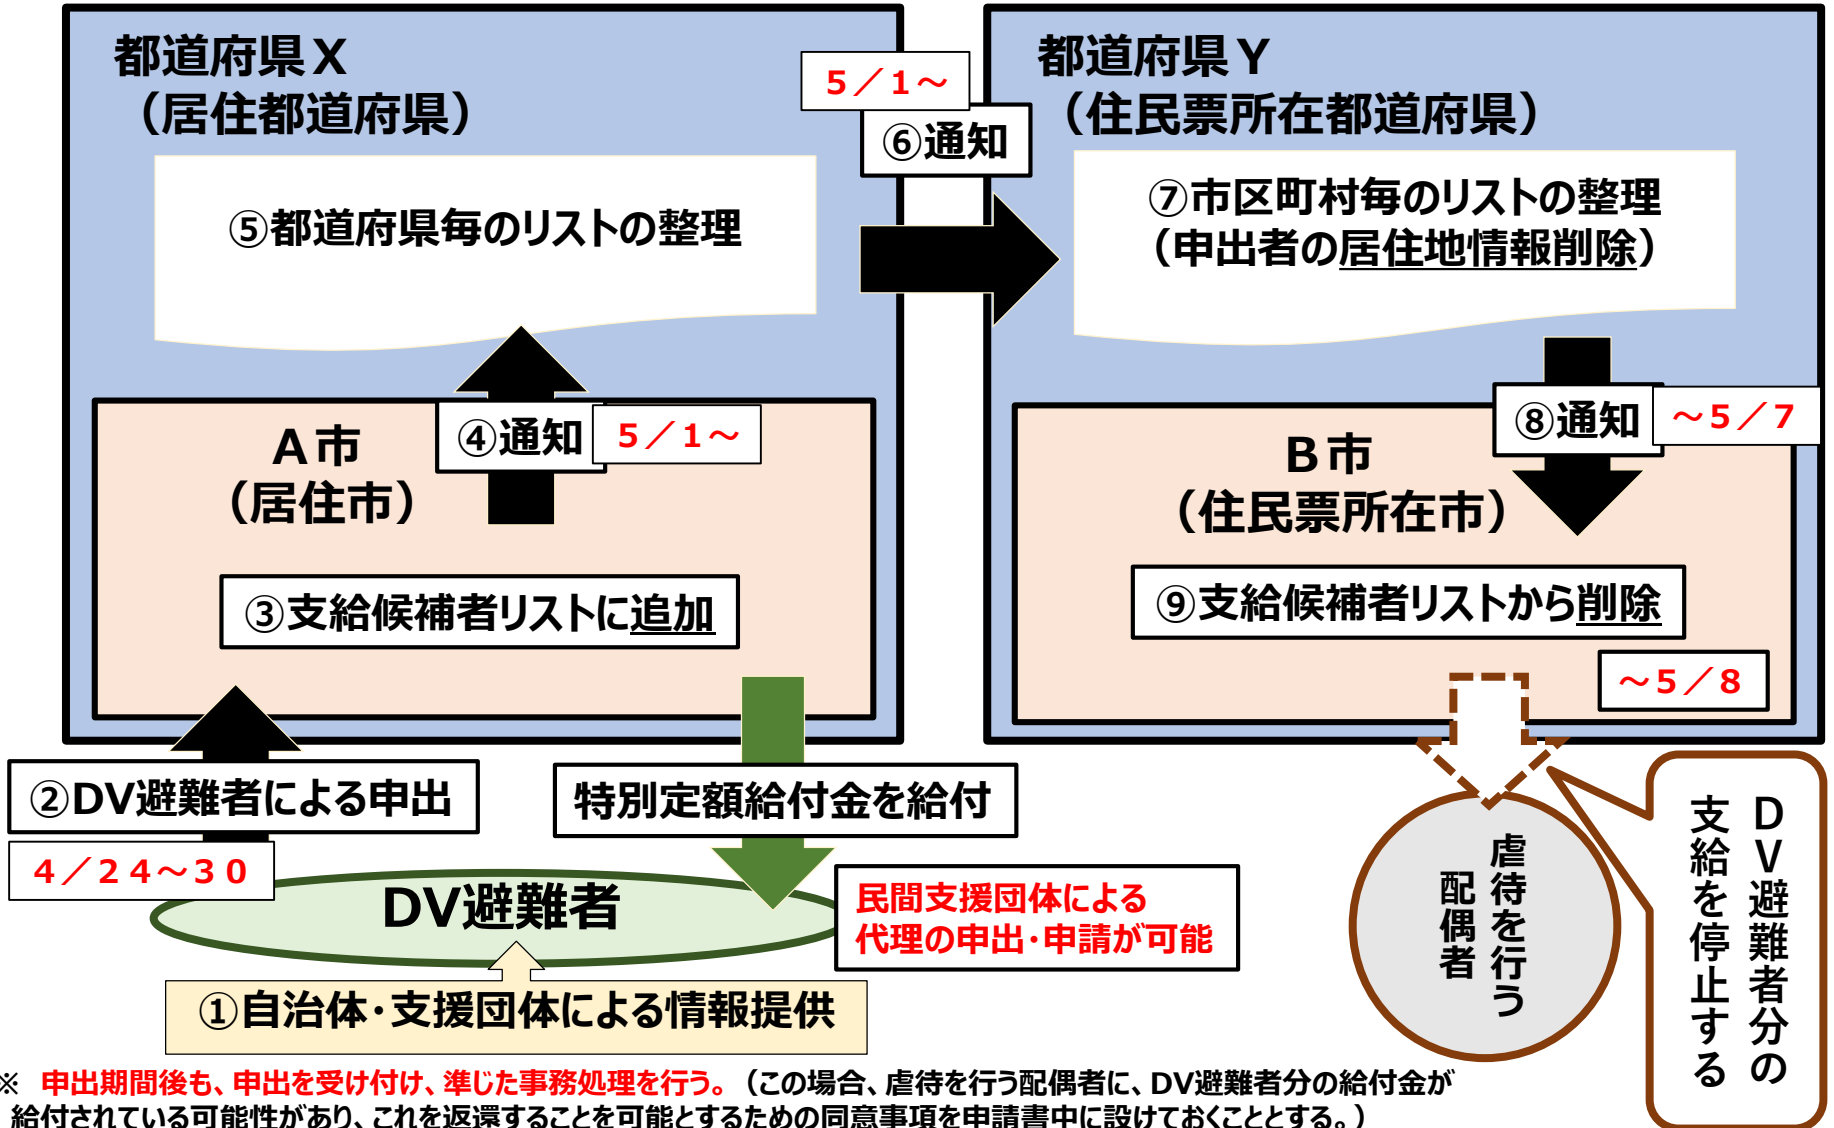 都道府県X
（居住都道府県）
⑤都道府県毎のリストの整理
5／1～
⑥通知
都道府県Y
（住民票所在都道府県）
⑦市区町村毎のリストの整理
（申出者の居住地情報削除）
A市
（居住市）
④通知
5／1～
③支給候補者リストに追加
⑧通知
～5／7
B市
（住民票所在市）
⑨支給候補者リストから削除
～5／8
②DV避難者による申出
4／24～30
特別定額給付金を給付
DV避難者
民間支援団体による
代理の申出・申請が可能
①自治体・支援団体による情報提供
虐待を行う
配偶者
DV避難者分の
支給を停止する
※ 申出期間後も、申出を受け付け、準じた事務処理を行う。（この場合、虐待を行う配偶者に、DV避難者分の給付金が
給付されている可能性があり、これを返還することを可能とするための同意事項を申請書中に設けておくこととする。）